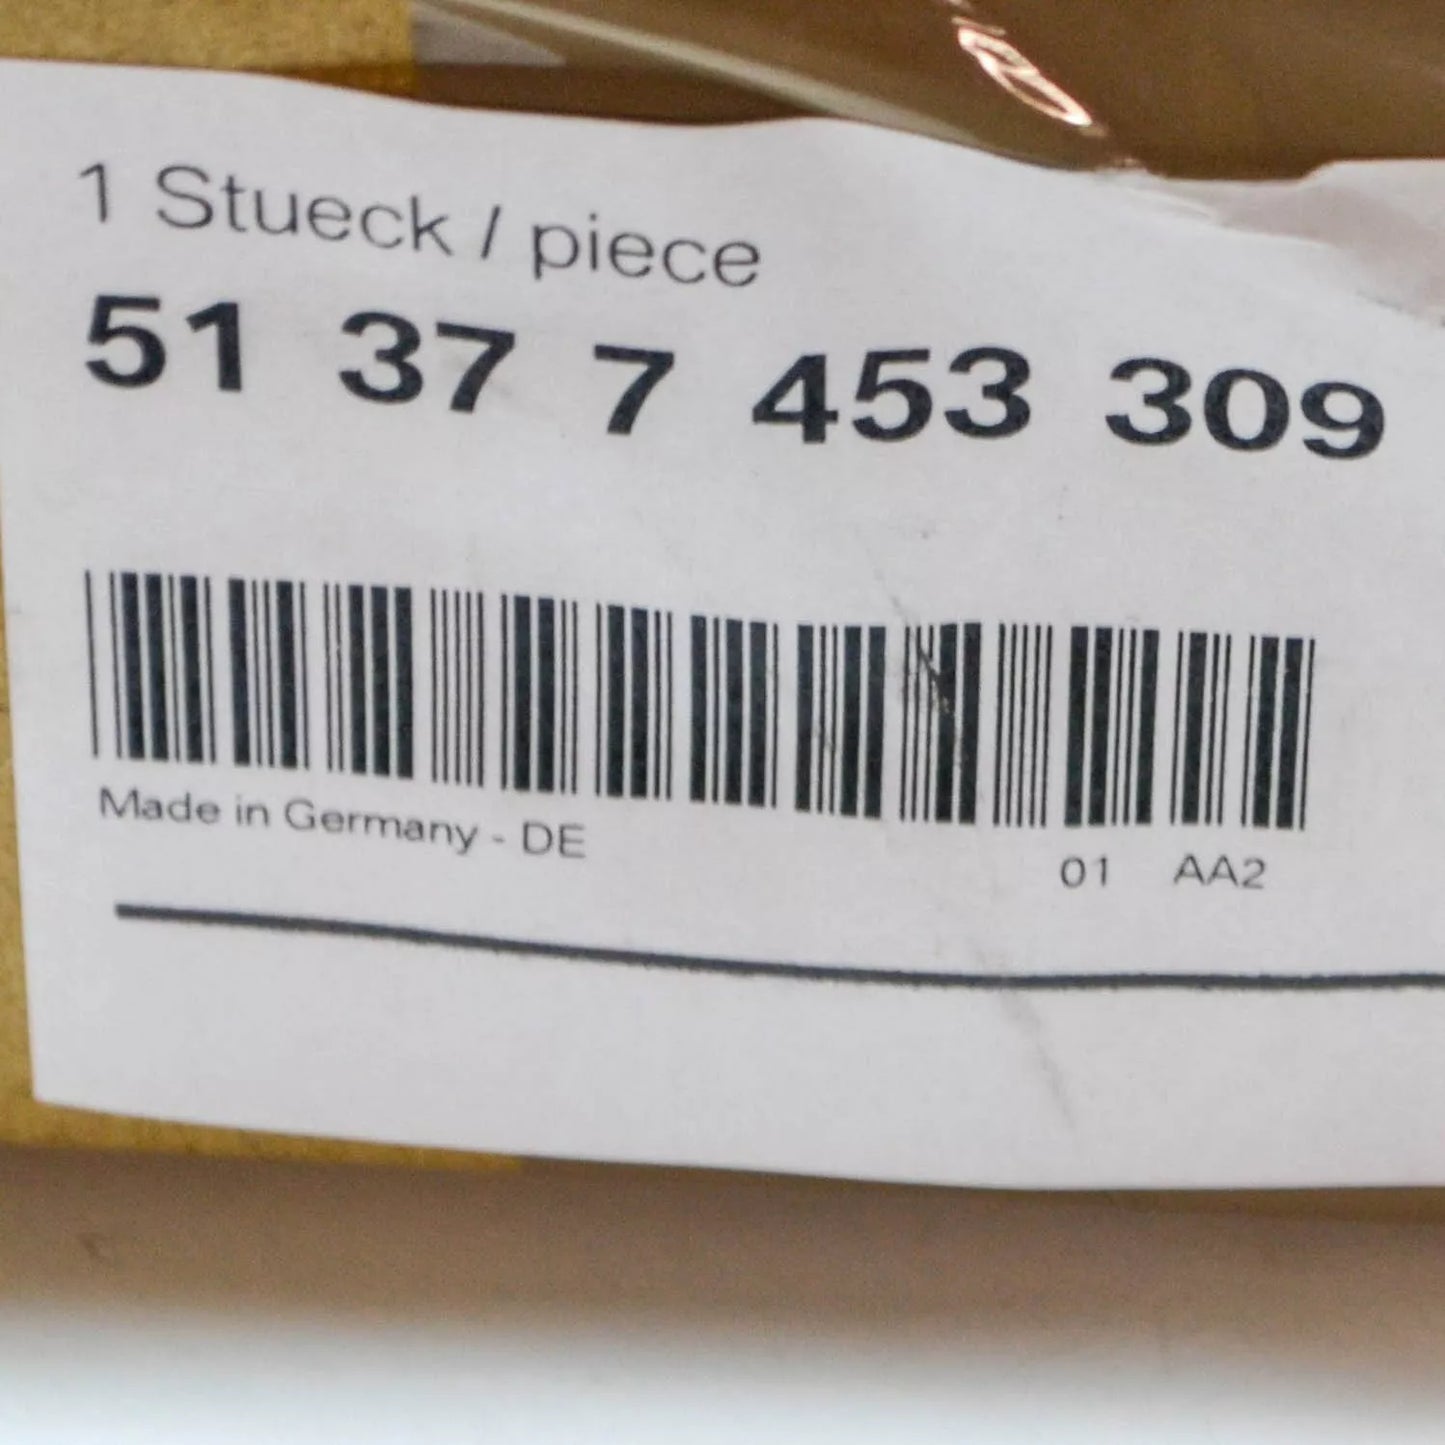 1 Stueck / piece
51 37 7 453 309
Made in Germany - DE
01 AA2